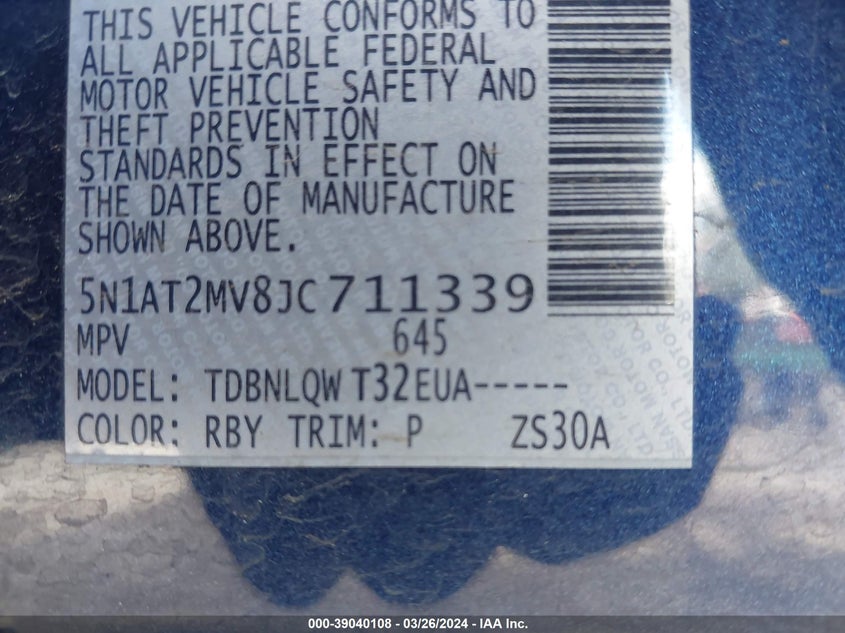 THIS VEHICLE CONFORMS TO
ALL APPLICABLE FEDERAL
MOTOR VEHICLE SAFETY AND
THEFT PREVENTION
STANDARDS IN EFFECT ON
THE DATE OF MANUFACTURE
SHOWN ABOVE.
5N1AT2MV8JC711339
MPV 645
MODEL: TDBNLQW T32EUA-----
COLOR: RBY TRIM: P ZS30A
000-39040108 - 03/26/2024 - IAA Inc.